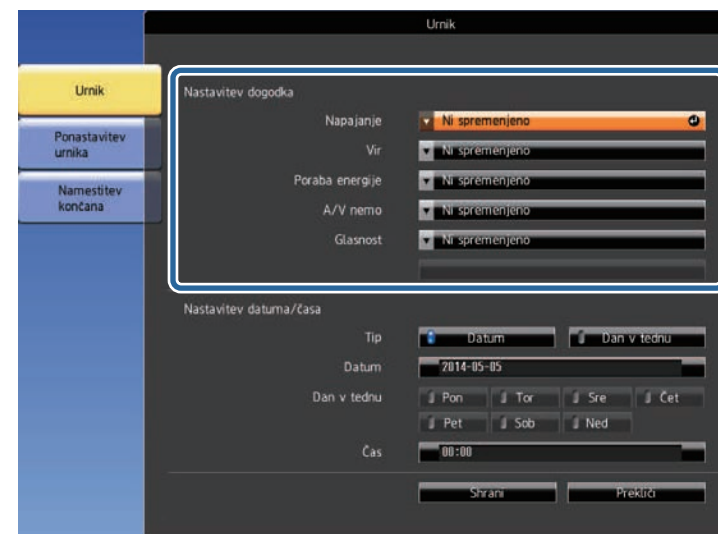 Urnik
Urnik
Ponastavitev
urnika
Namestitev
končana
Nastavitev dogodka
Napajanje Ni spremenjeno
Vir Ni spremenjeno
Poraba energije Ni spremenjeno
A/V nemo Ni spremenjeno
Glasnost Ni spremenjeno
Nastavitev datuma/časa
Tip Datum Dan v tednu
Datum 2014-05-05
Dan v tednu Pon Tor Sre Čet
Pet Sob Ned
Čas 00:00
Shrani Prekliči